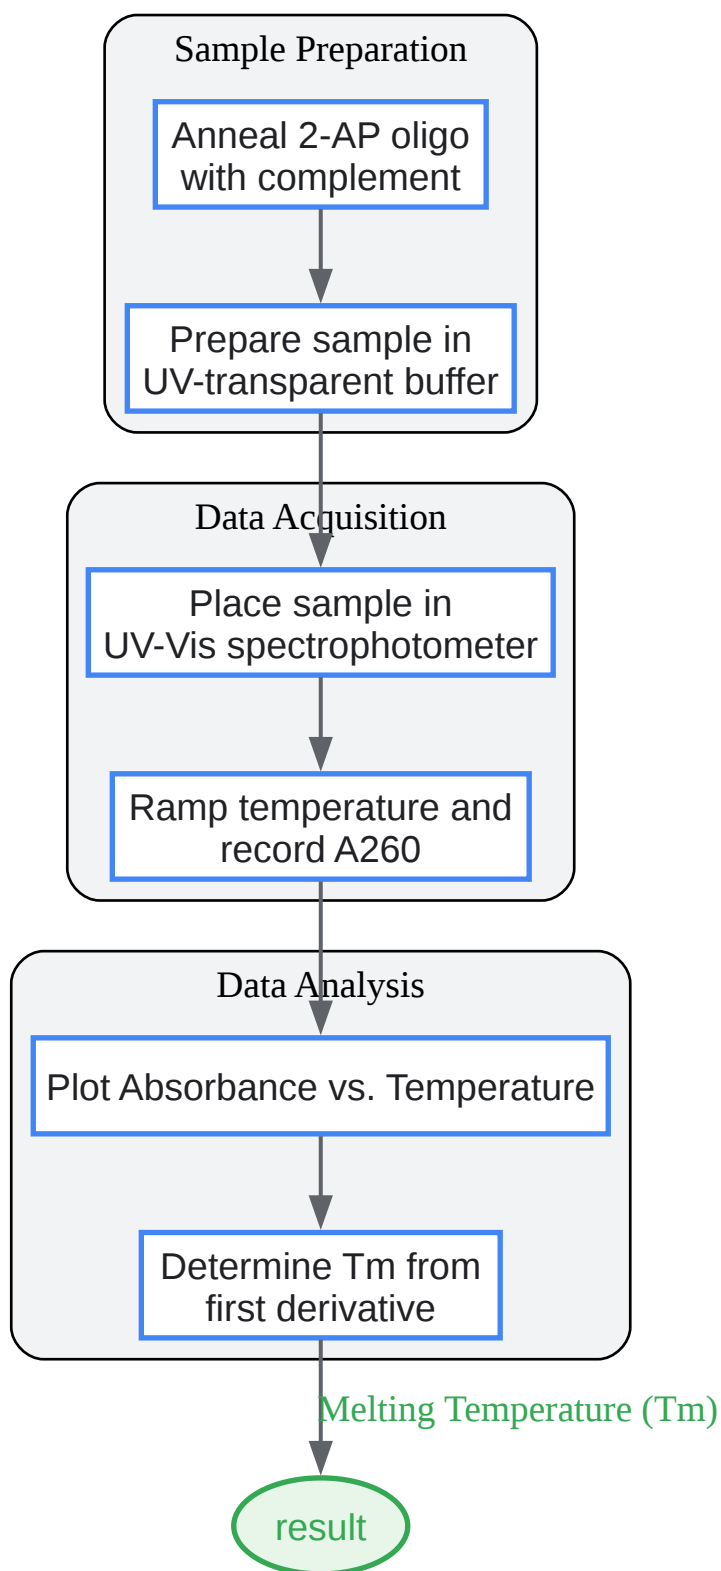 Sample Preparation
Anneal 2-AP oligo
with complement
Prepare sample in
UV-transparent buffer
Data Acquisition
Place sample in
UV-Vis spectrophotometer
Ramp temperature and
record A260
Data Analysis
Plot Absorbance vs. Temperature
Determine Tm from
first derivative
Melting Temperature (Tm)
result